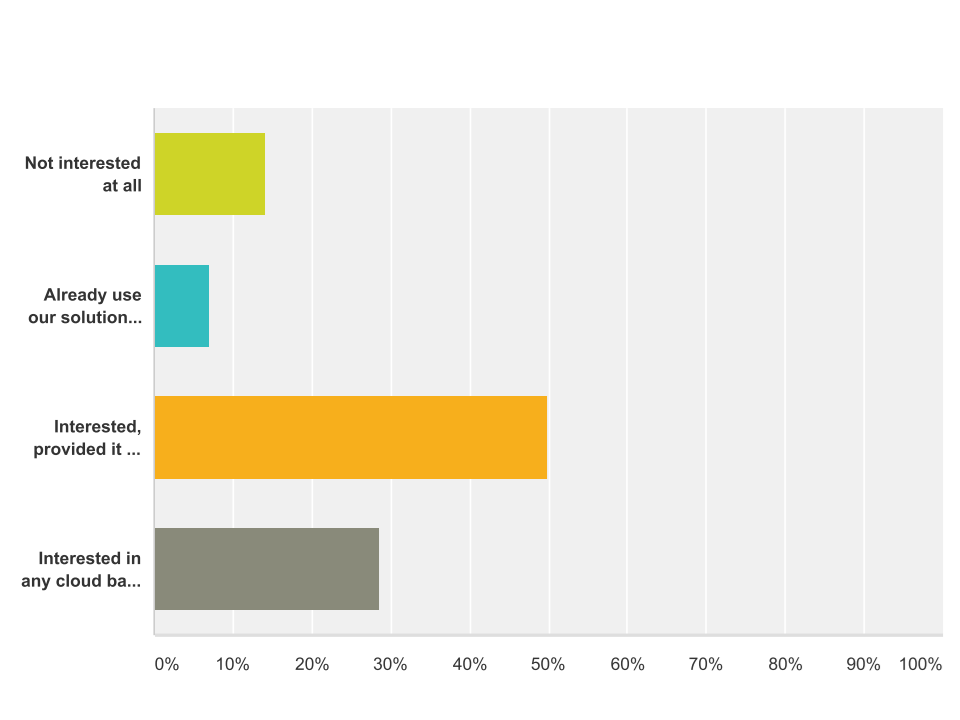 Not interested
at all
Already use
our solution...
Interested,
provided it ...
Interested in
any cloud ba...
0% 10% 20% 30% 40% 50% 60% 70% 80% 90% 100%